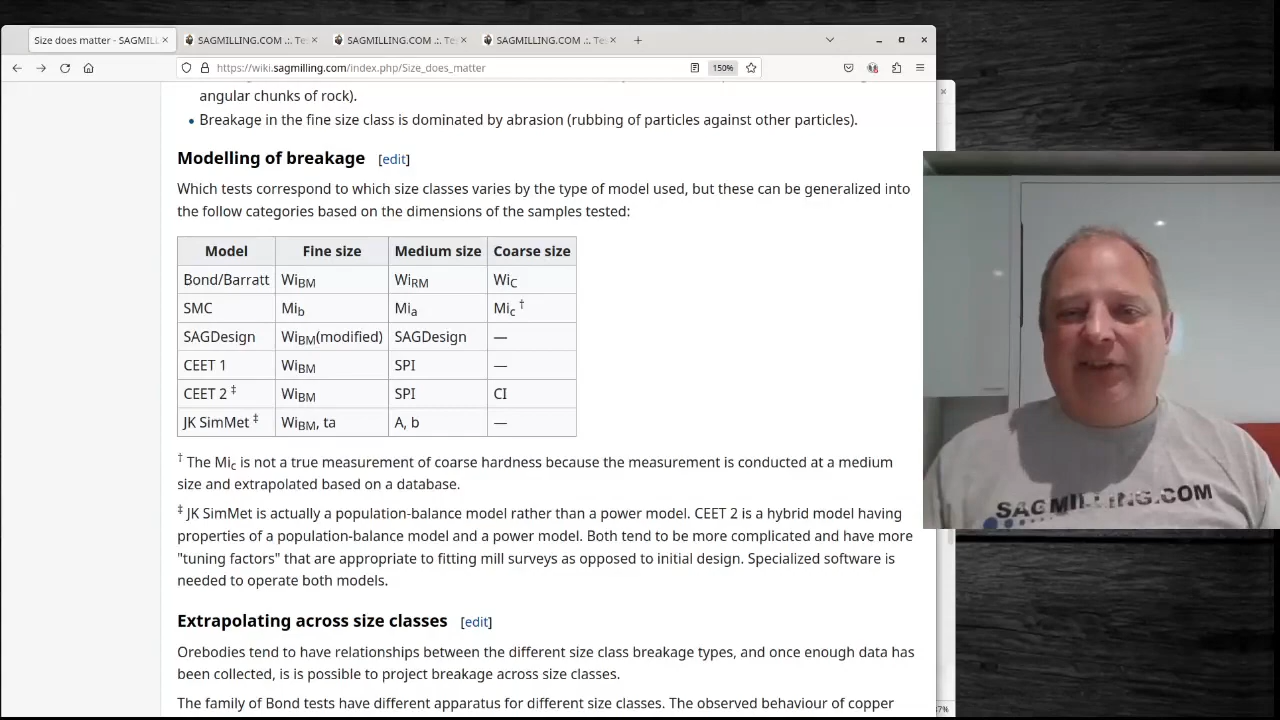 Size does matter - SAGMILL
SAGMILLING.COM .:. Te
SAGMILLING.COM .:. Te
SAGMILLING.COM .:. Te
https://wiki.sagmilling.com/index.php/Size_does_matter
150%
angular chunks of rock).
• Breakage in the fine size class is dominated by abrasion (rubbing of particles against other particles).
Modelling of breakage [edit]
Which tests correspond to which size classes varies by the type of model used, but these can be generalized into
the follow categories based on the dimensions of the samples tested:
Model Fine size Medium size Coarse size
Bond/Barratt WiBM WiRM WiC
SMC Mib Mia Mic †
SAGDesign WiBM(modified) SAGDesign —
CEET 1 WiBM SPI —
CEET 2 ‡ WiBM SPI CI
JK SimMet ‡ WiBM, ta A, b —
† The Mic is not a true measurement of coarse hardness because the measurement is conducted at a medium
size and extrapolated based on a database.
‡ JK SimMet is actually a population-balance model rather than a power model. CEET 2 is a hybrid model having
properties of a population-balance model and a power model. Both tend to be more complicated and have more
"tuning factors" that are appropriate to fitting mill surveys as opposed to initial design. Specialized software is
needed to operate both models.
Extrapolating across size classes [edit]
Orebodies tend to have relationships between the different size class breakage types, and once enough data has
been collected, is is possible to project breakage across size classes.
The family of Bond tests have different apparatus for different size classes. The observed behaviour of copper
SAGMILLING.COM